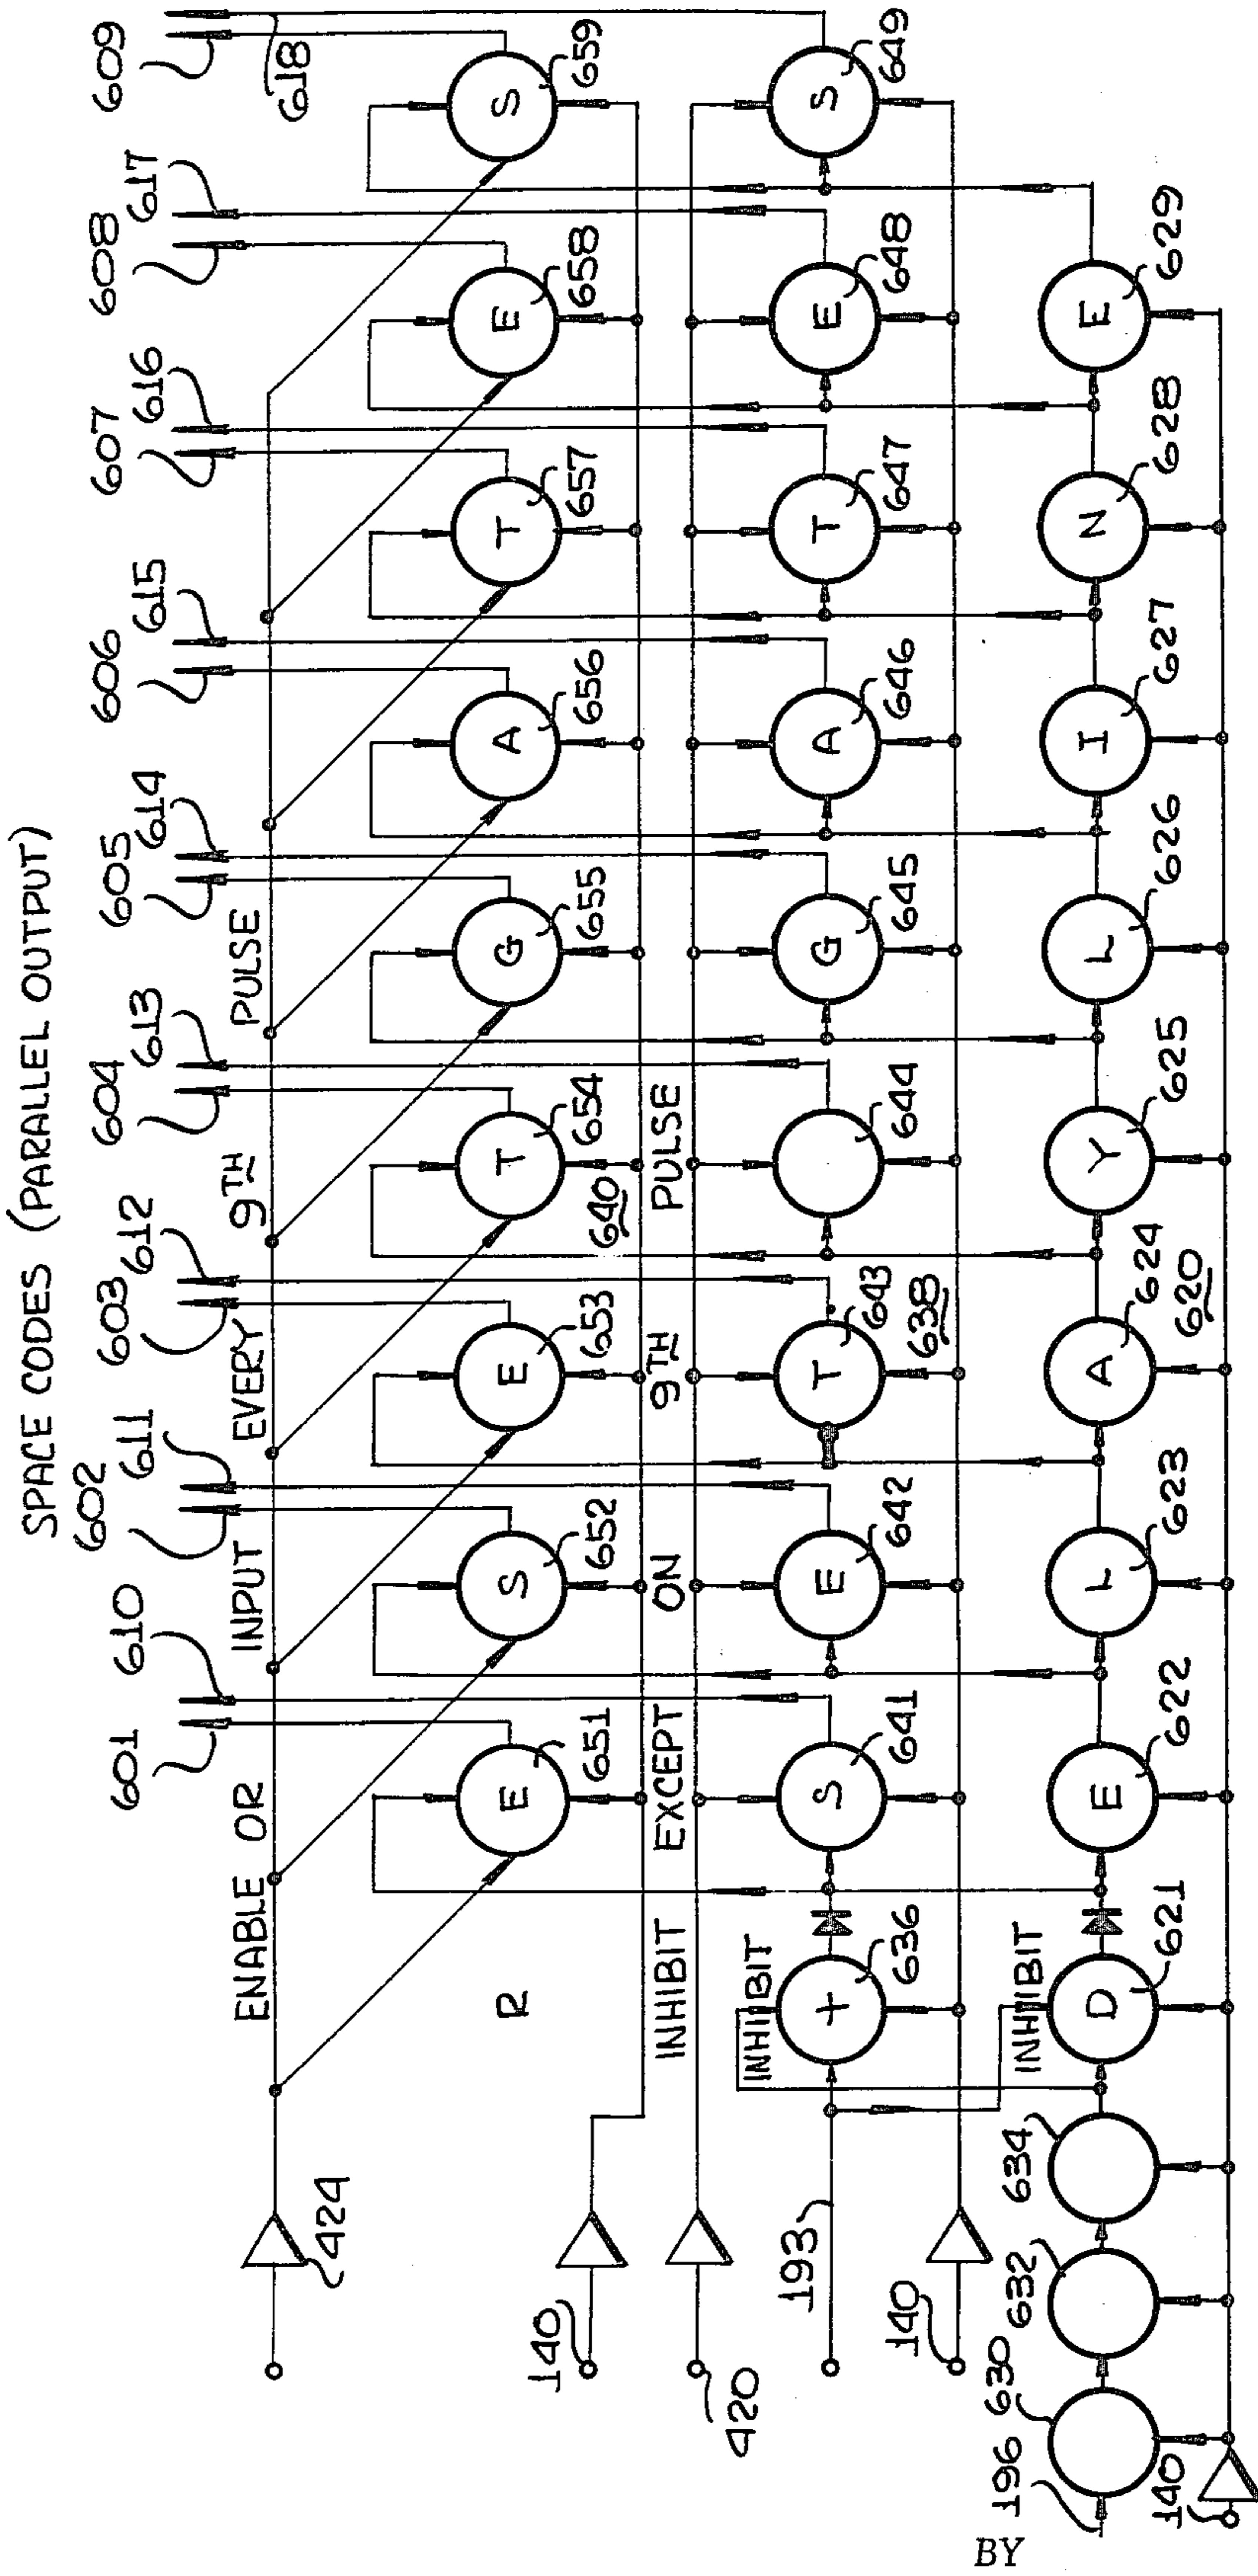 SPACE CODES (PARALLEL OUTPUT)
601 610 602 611 603 612 604 613 605 614 606 615 607 616 608 617 609 618
ENABLE OR INPUT EVERY 9TH PULSE
424
R E S E T G A T E S
651 652 653 654 655 656 657 658 659
640
140
INHIBIT EXCEPT ON 9TH PULSE
420
INHIBIT
+ S E T G A T E S
636 641 642 643 644 645 646 647 648 649
638
193
140
INHIBIT
D E L A Y L I N E
196 630 632 634 621 622 623 624 625 626 627 628 629
620
140
BY